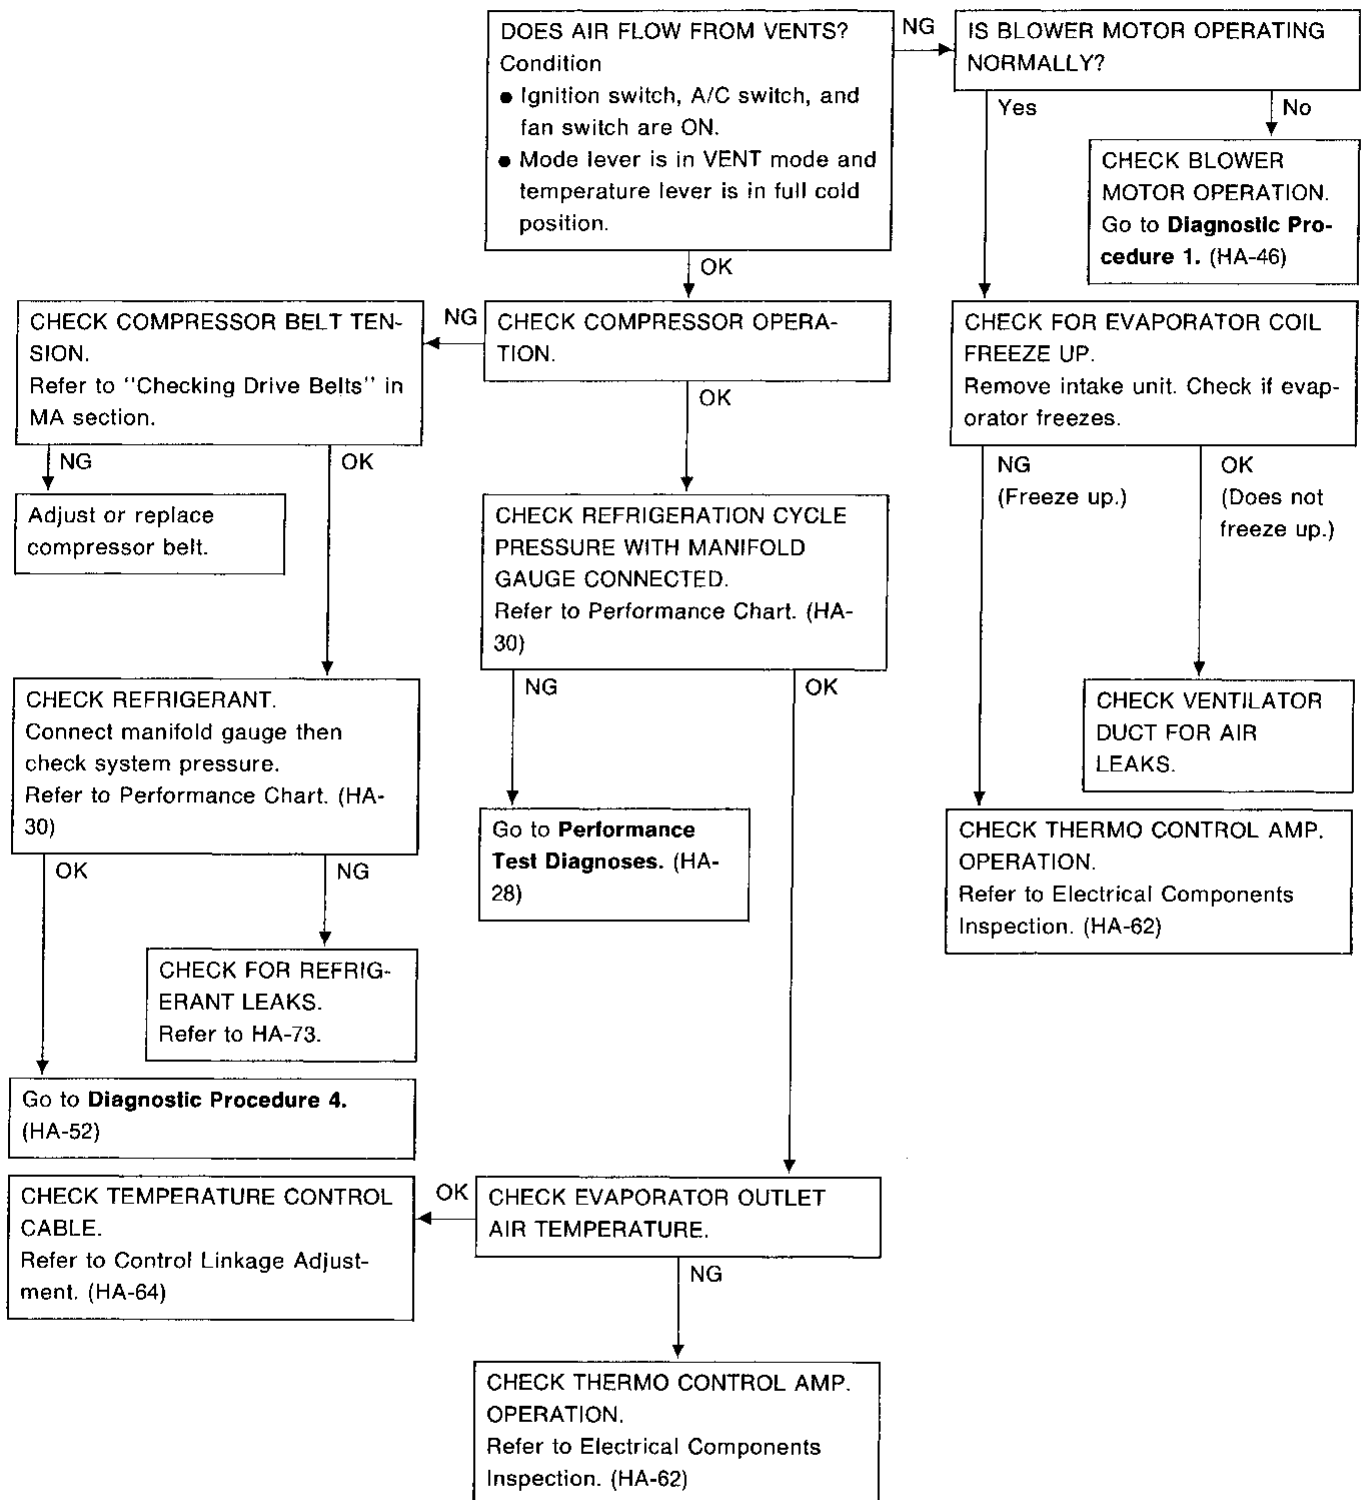 DOES AIR FLOW FROM VENTS?
Condition
● Ignition switch, A/C switch, and
fan switch are ON.
● Mode lever is in VENT mode and
temperature lever is in full cold
position.
NG
IS BLOWER MOTOR OPERATING
NORMALLY?
Yes
No
CHECK BLOWER
MOTOR OPERATION.
Go to Diagnostic Pro-
cedure 1. (HA-46)
OK
CHECK COMPRESSOR BELT TEN-
SION.
Refer to "Checking Drive Belts" in
MA section.
NG
CHECK COMPRESSOR OPERA-
TION.
CHECK FOR EVAPORATOR COIL
FREEZE UP.
Remove intake unit. Check if evap-
orator freezes.
OK
NG
OK
NG
(Freeze up.)
OK
(Does not
freeze up.)
Adjust or replace
compressor belt.
CHECK REFRIGERATION CYCLE
PRESSURE WITH MANIFOLD
GAUGE CONNECTED.
Refer to Performance Chart. (HA-
30)
NG
OK
CHECK REFRIGERANT.
Connect manifold gauge then
check system pressure.
Refer to Performance Chart. (HA-
30)
CHECK VENTILATOR
DUCT FOR AIR
LEAKS.
Go to Performance
Test Diagnoses. (HA-
28)
CHECK THERMO CONTROL AMP.
OPERATION.
Refer to Electrical Components
Inspection. (HA-62)
OK
NG
CHECK FOR REFRIG-
ERANT LEAKS.
Refer to HA-73.
Go to Diagnostic Procedure 4.
(HA-52)
CHECK TEMPERATURE CONTROL
CABLE.
Refer to Control Linkage Adjust-
ment. (HA-64)
OK
CHECK EVAPORATOR OUTLET
AIR TEMPERATURE.
NG
CHECK THERMO CONTROL AMP.
OPERATION.
Refer to Electrical Components
Inspection. (HA-62)